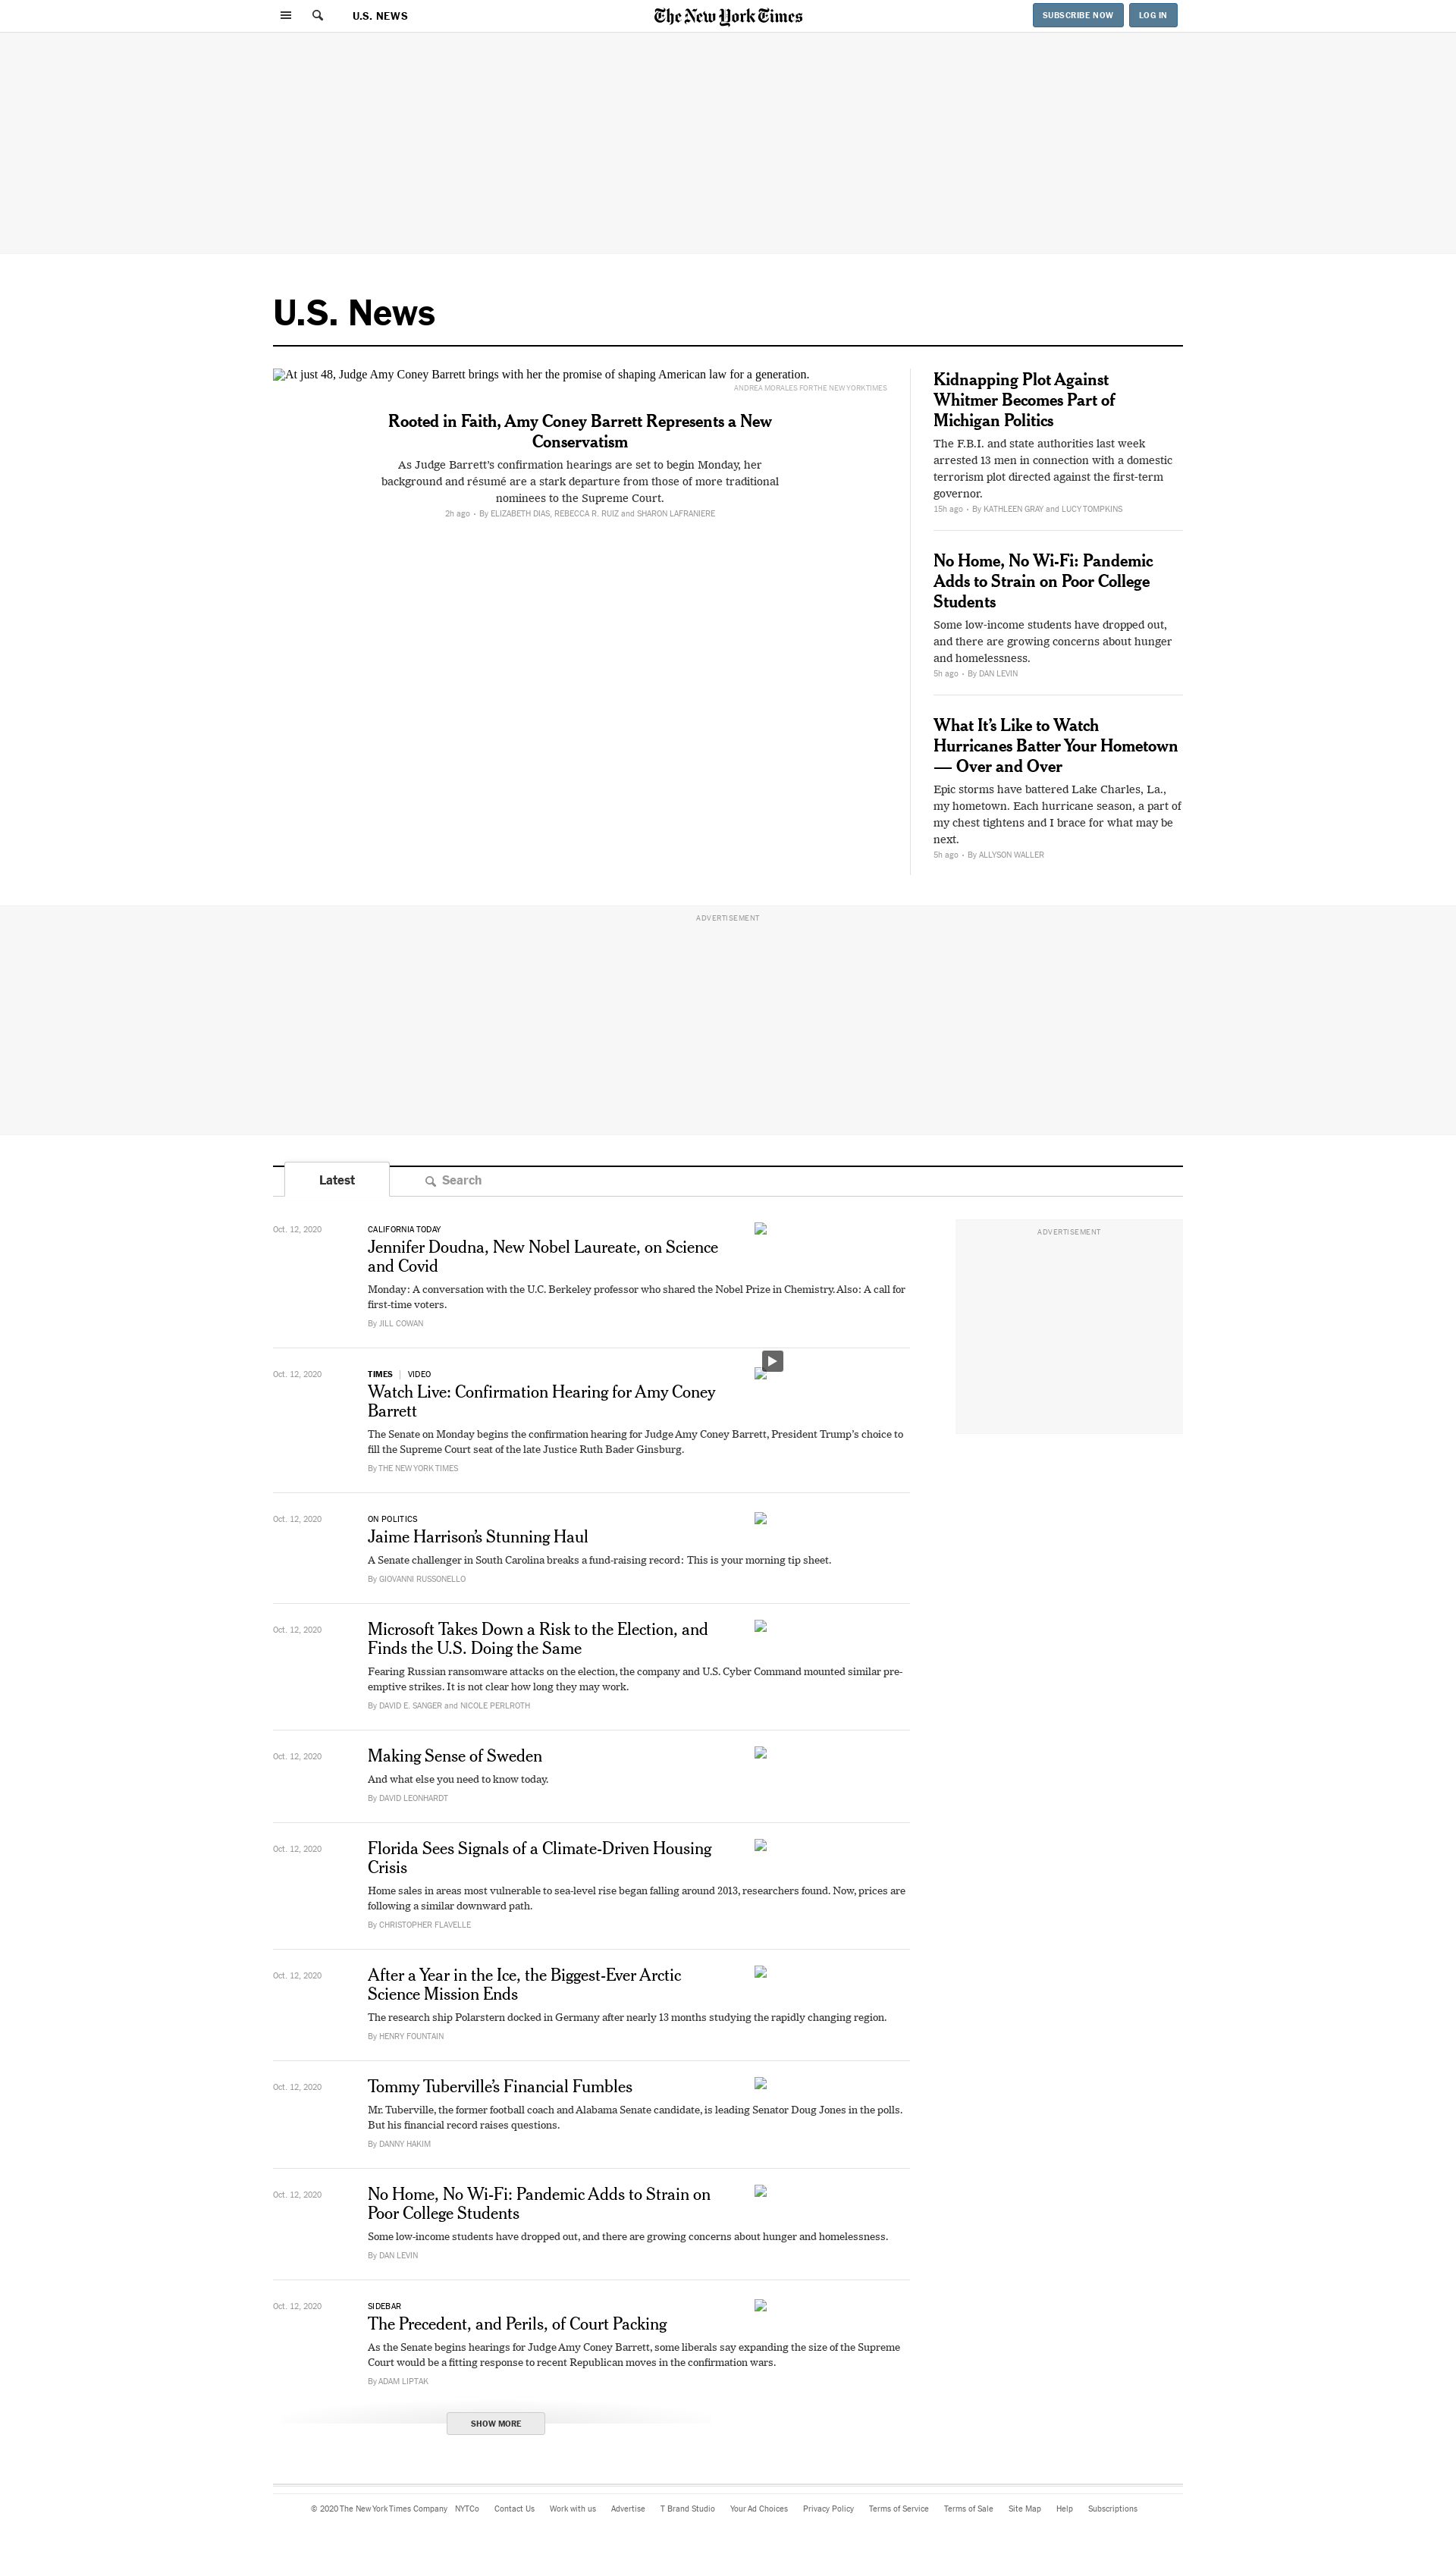 U.S. NEWS
The New York Times
SUBSCRIBE NOW
LOG IN
U.S. News
At just 48, Judge Amy Coney Barrett brings with her the promise of shaping American law for a generation.
ANDREA MORALES FOR THE NEW YORK TIMES
Rooted in Faith, Amy Coney Barrett Represents a New
Conservatism
As Judge Barrett’s confirmation hearings are set to begin Monday, her
background and résumé are a stark departure from those of more traditional
nominees to the Supreme Court.
2h ago • By ELIZABETH DIAS, REBECCA R. RUIZ and SHARON LAFRANIERE
Kidnapping Plot Against
Whitmer Becomes Part of
Michigan Politics
The F.B.I. and state authorities last week
arrested 13 men in connection with a domestic
terrorism plot directed against the first-term
governor.
15h ago • By KATHLEEN GRAY and LUCY TOMPKINS
No Home, No Wi-Fi: Pandemic
Adds to Strain on Poor College
Students
Some low-income students have dropped out,
and there are growing concerns about hunger
and homelessness.
5h ago • By DAN LEVIN
What It’s Like to Watch
Hurricanes Batter Your Hometown
— Over and Over
Epic storms have battered Lake Charles, La.,
my hometown. Each hurricane season, a part of
my chest tightens and I brace for what may be
next.
5h ago • By ALLYSON WALLER
ADVERTISEMENT
Latest
Search
ADVERTISEMENT
Oct. 12, 2020
CALIFORNIA TODAY
Jennifer Doudna, New Nobel Laureate, on Science
and Covid
Monday: A conversation with the U.C. Berkeley professor who shared the Nobel Prize in Chemistry. Also: A call for
first-time voters.
By JILL COWAN
Oct. 12, 2020
TIMES | VIDEO
Watch Live: Confirmation Hearing for Amy Coney
Barrett
The Senate on Monday begins the confirmation hearing for Judge Amy Coney Barrett, President Trump’s choice to
fill the Supreme Court seat of the late Justice Ruth Bader Ginsburg.
By THE NEW YORK TIMES
Oct. 12, 2020
ON POLITICS
Jaime Harrison’s Stunning Haul
A Senate challenger in South Carolina breaks a fund-raising record: This is your morning tip sheet.
By GIOVANNI RUSSONELLO
Oct. 12, 2020
Microsoft Takes Down a Risk to the Election, and
Finds the U.S. Doing the Same
Fearing Russian ransomware attacks on the election, the company and U.S. Cyber Command mounted similar pre-
emptive strikes. It is not clear how long they may work.
By DAVID E. SANGER and NICOLE PERLROTH
Oct. 12, 2020
Making Sense of Sweden
And what else you need to know today.
By DAVID LEONHARDT
Oct. 12, 2020
Florida Sees Signals of a Climate-Driven Housing
Crisis
Home sales in areas most vulnerable to sea-level rise began falling around 2013, researchers found. Now, prices are
following a similar downward path.
By CHRISTOPHER FLAVELLE
Oct. 12, 2020
After a Year in the Ice, the Biggest-Ever Arctic
Science Mission Ends
The research ship Polarstern docked in Germany after nearly 13 months studying the rapidly changing region.
By HENRY FOUNTAIN
Oct. 12, 2020
Tommy Tuberville’s Financial Fumbles
Mr. Tuberville, the former football coach and Alabama Senate candidate, is leading Senator Doug Jones in the polls.
But his financial record raises questions.
By DANNY HAKIM
Oct. 12, 2020
No Home, No Wi-Fi: Pandemic Adds to Strain on
Poor College Students
Some low-income students have dropped out, and there are growing concerns about hunger and homelessness.
By DAN LEVIN
Oct. 12, 2020
SIDEBAR
The Precedent, and Perils, of Court Packing
As the Senate begins hearings for Judge Amy Coney Barrett, some liberals say expanding the size of the Supreme
Court would be a fitting response to recent Republican moves in the confirmation wars.
By ADAM LIPTAK
SHOW MORE
© 2020 The New York Times Company NYTCo Contact Us Work with us Advertise T Brand Studio Your Ad Choices Privacy Policy Terms of Service Terms of Sale Site Map Help Subscriptions